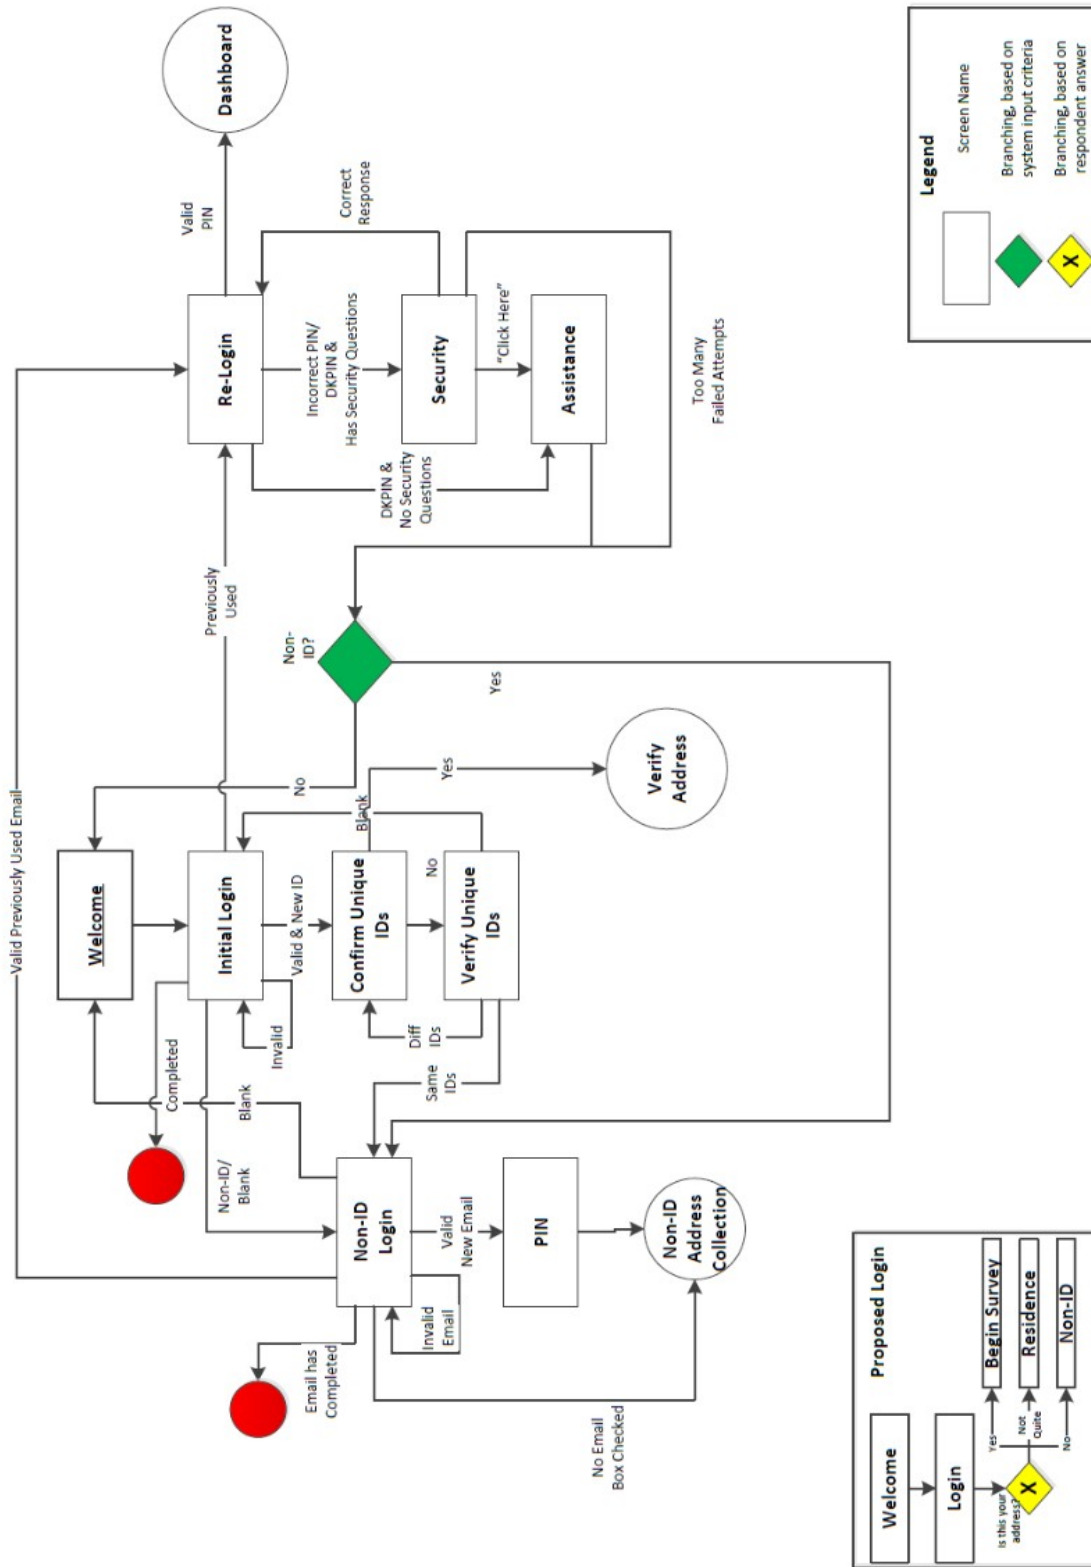 Valid Previously Used Email
Welcome
Initial Login
Completed
Invalid
Non-ID/
Blank
Blank
Valid & New ID
Confirm Unique
IDs
Diff
IDs
Same
IDs
Verify Unique
IDs
No
Blank
Yes
Verify
Address
Previously
Used
Re-Login
Valid
PIN
Dashboard
Incorrect PIN/
DKPIN &
Has Security Questions
Correct
Response
DKPIN &
No Security
Questions
Security
"Click Here"
Assistance
Too Many
Failed Attempts
Non-
ID?
No
Yes
Non-ID
Login
Email has
Completed
Invalid
Email
Valid
New Email
PIN
No Email
Box Checked
Non-ID
Address
Collection
Proposed Login
Welcome
Login
Is this your
address?
X
Yes
Not
Quite
No
Begin Survey
Residence
Non-ID
Legend
Screen Name
Branching, based on
system input criteria
X
Branching, based on
respondent answer